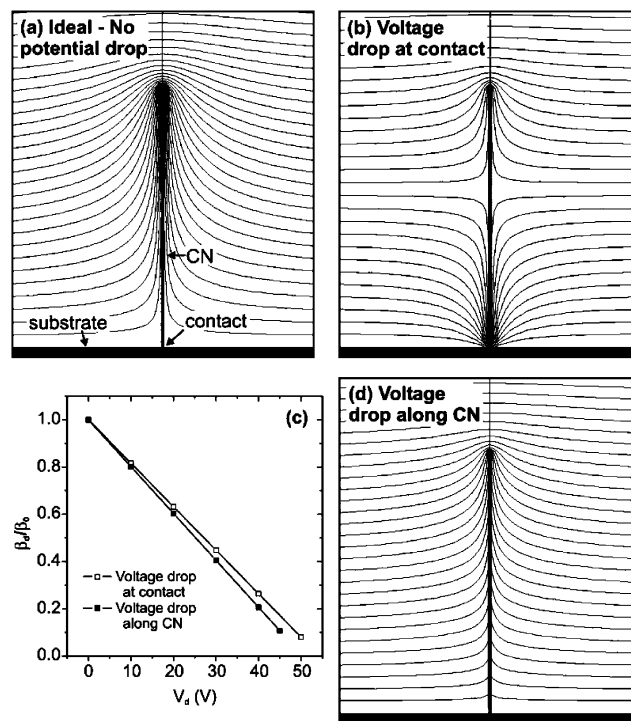 (a) Ideal - No
potential drop
CN
substrate
contact
(b) Voltage
drop at contact
(c)
1.0
0.8
0.6
0.4
0.2
0.0
βd/β0
Voltage drop
at contact
Voltage drop
along CN
0 10 20 30 40 50
Vd (V)
(d) Voltage
drop along CN